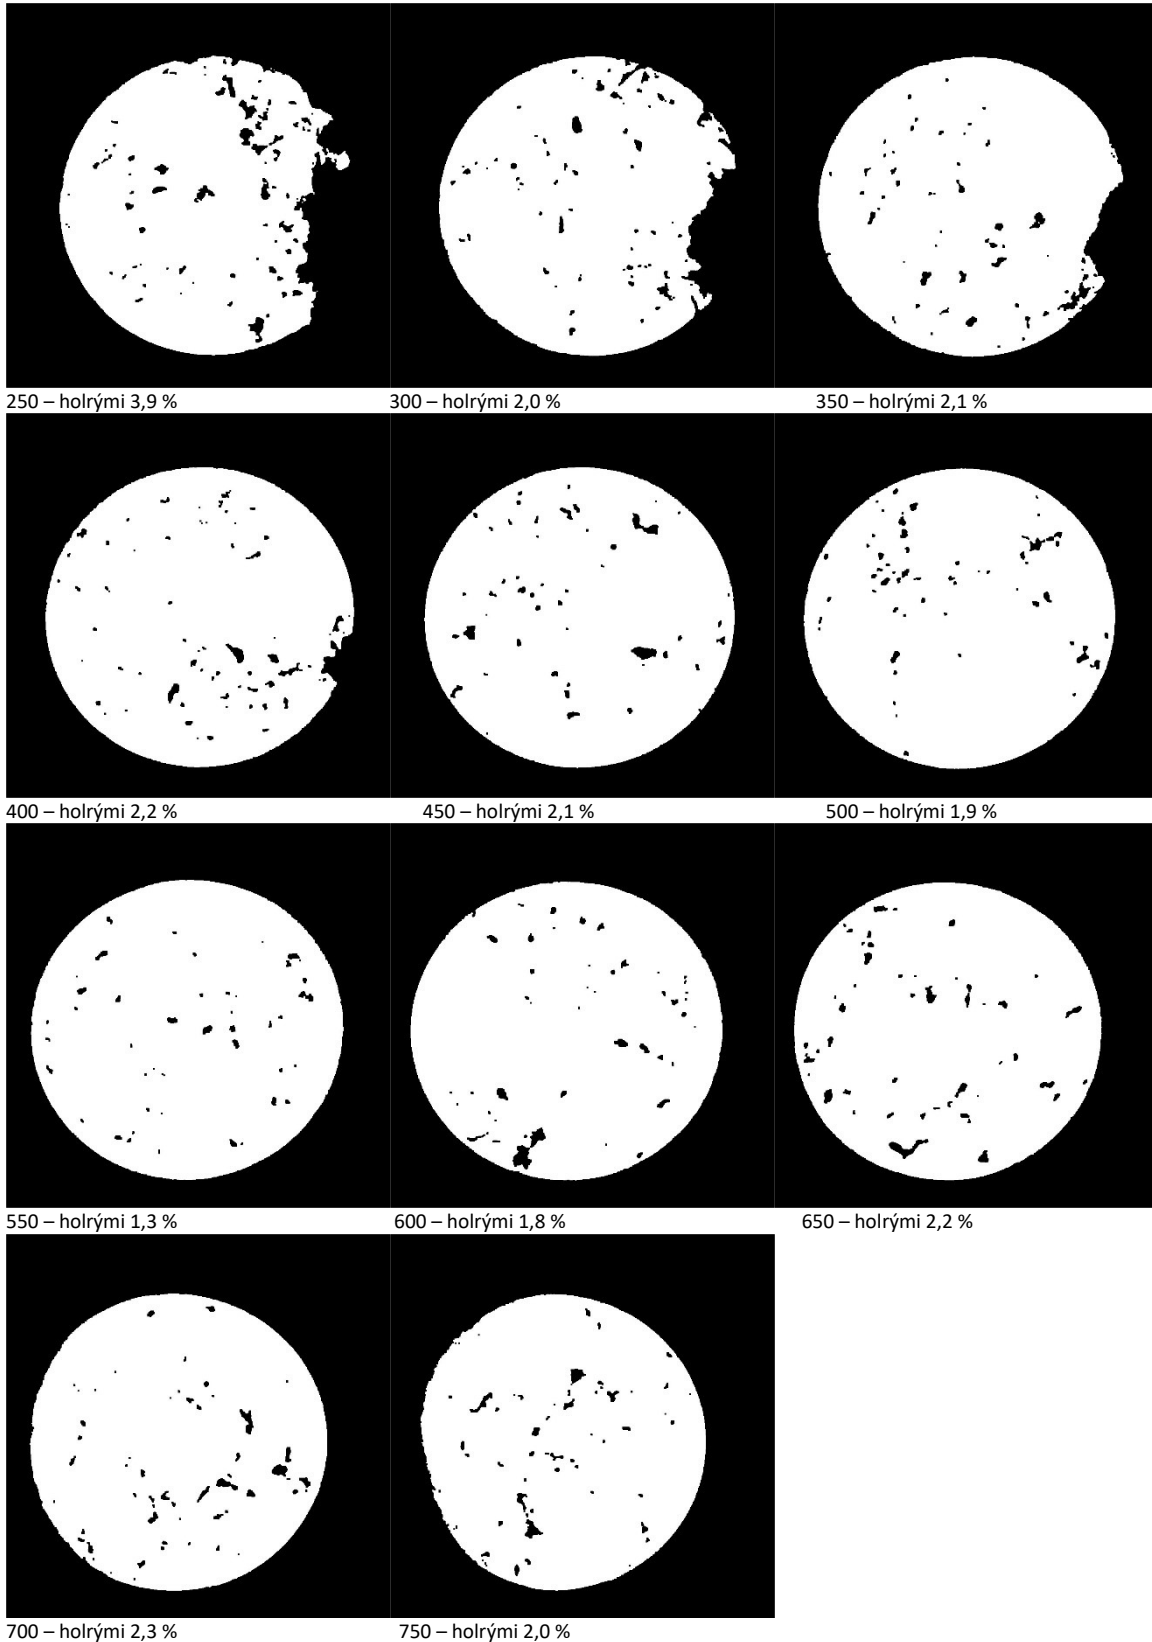 250 – holrými 3,9 %
300 – holrými 2,0 %
350 – holrými 2,1 %
400 – holrými 2,2 %
450 – holrými 2,1 %
500 – holrými 1,9 %
550 – holrými 1,3 %
600 – holrými 1,8 %
650 – holrými 2,2 %
700 – holrými 2,3 %
750 – holrými 2,0 %